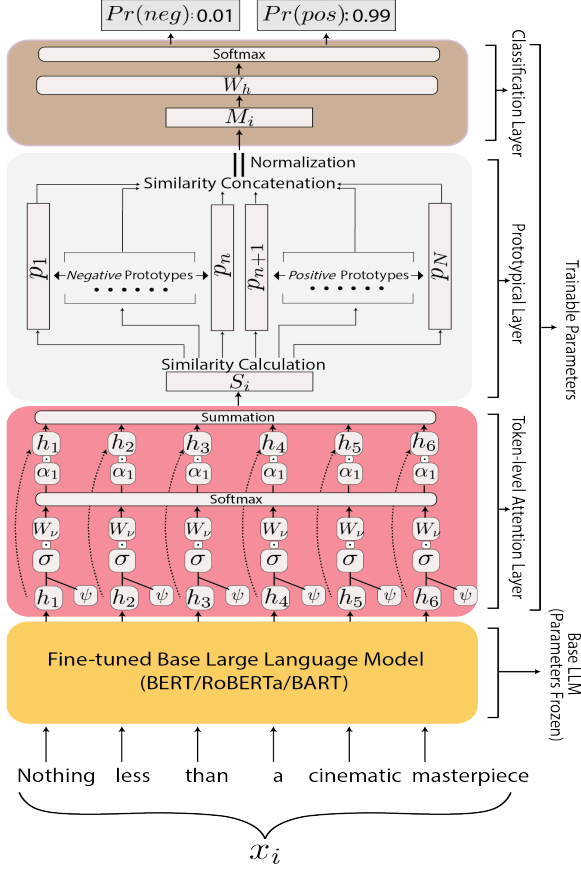 Pr(neg): 0.01 Pr(pos): 0.99
Softmax
W_h
M_i
Normalization
Similarity Concatenation
p_1 p_n p_{n+1} p_N
Negative Prototypes Positive Prototypes
Similarity Calculation
S_i
Summation
h_1 h_2 h_3 h_4 h_5 h_6
α_1 α_1 α_1 α_1 α_1 α_1
Softmax
W_ν W_ν W_ν W_ν W_ν W_ν
σ σ σ σ σ σ
h_1 ψ h_2 ψ h_3 ψ h_4 ψ h_5 ψ h_6 ψ
Fine-tuned Base Large Language Model
(BERT/RoBERTa/BART)
Nothing less than a cinematic masterpiece
x_i
Classification Layer
Prototypical Layer
Trainable Parameters
Token-level Attention Layer
Base LLM
(Parameters Frozen)